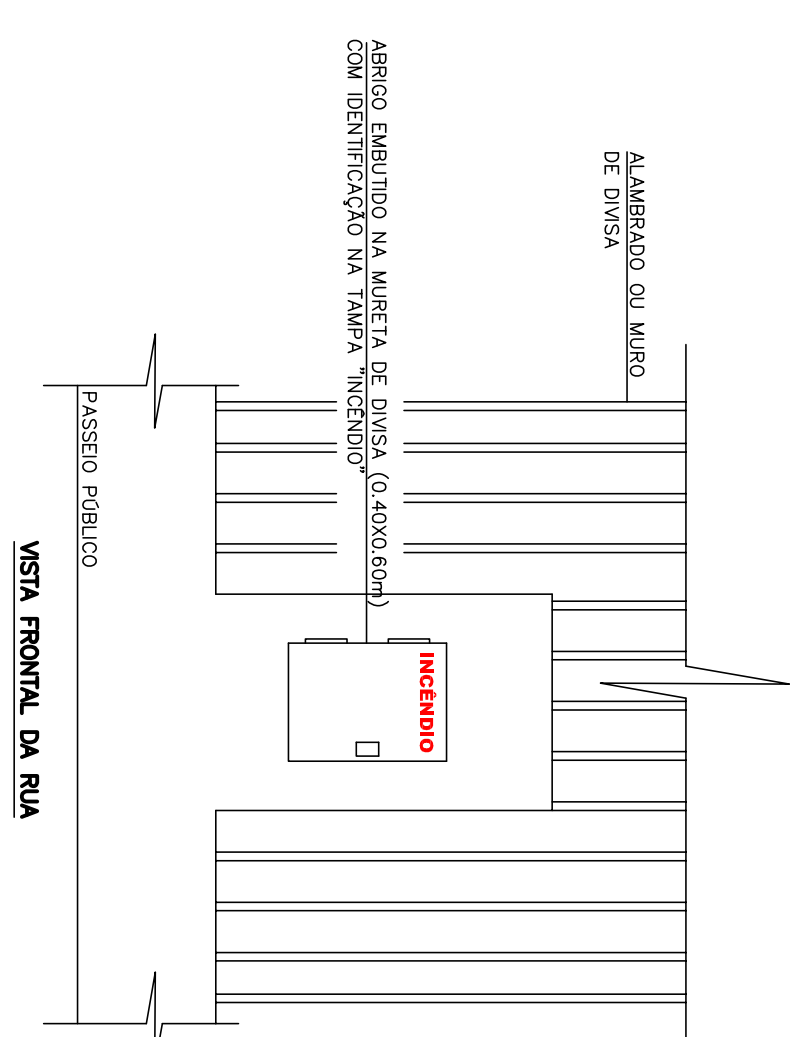 ALAMBRADO OU MURO
DE DIVISA
ABRIGO EMBUTIDO NA MURETA DE DIVISA (0.40X0.60m)
COM IDENTIFICAÇÃO NA TAMPA "INCÊNDIO"
INCÊNDIO
PASSEIO PÚBLICO
VISTA FRONTAL DA RUA